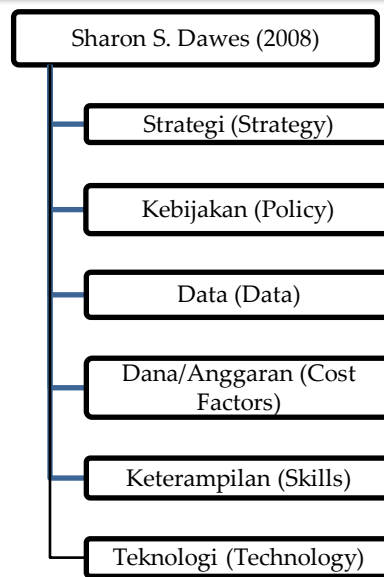 Sharon S. Dawes (2008)
Strategi (Strategy)
Kebijakan (Policy)
Data (Data)
Dana/Anggaran (Cost
Factors)
Keterampilan (Skills)
Teknologi (Technology)